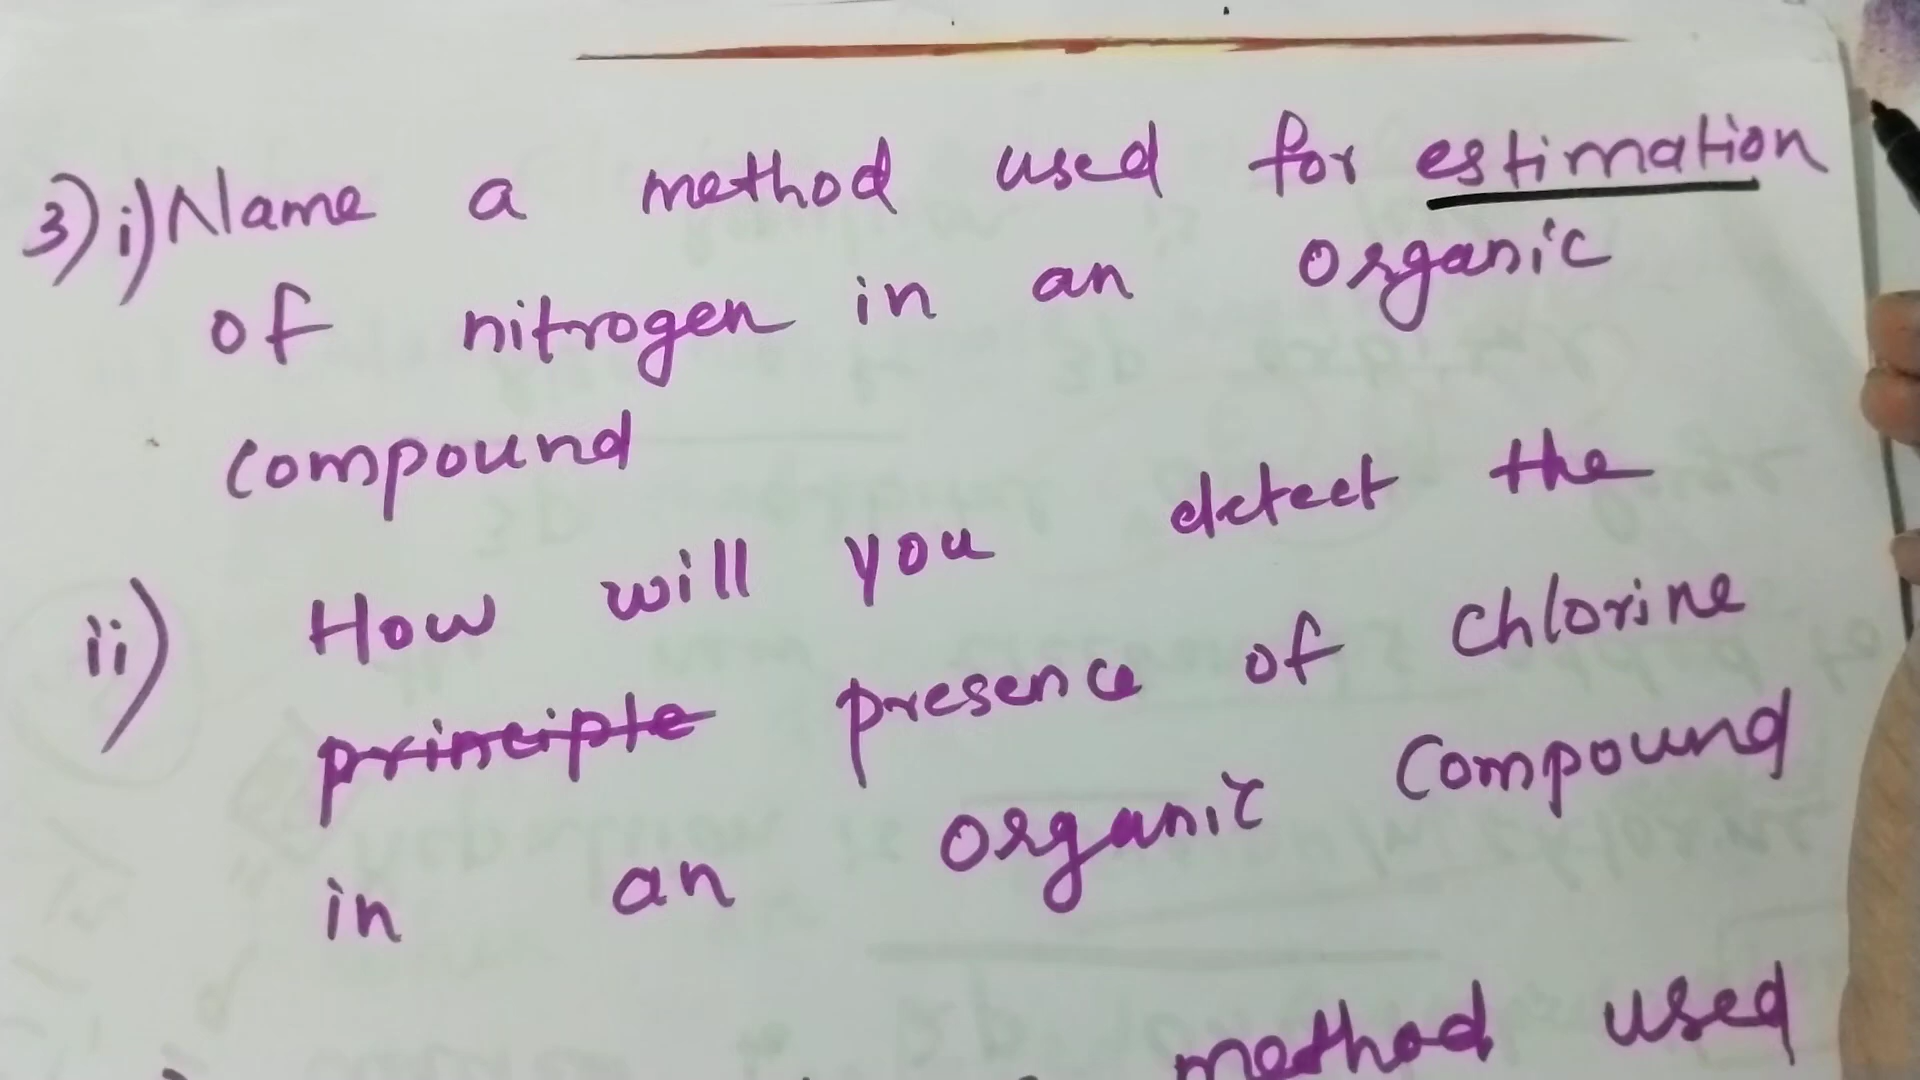 3) i) Name a method used for estimation
of nitrogen in an organic
compound
ii) How will you detect the
principle presence of chlorine
in an organic compound
method used